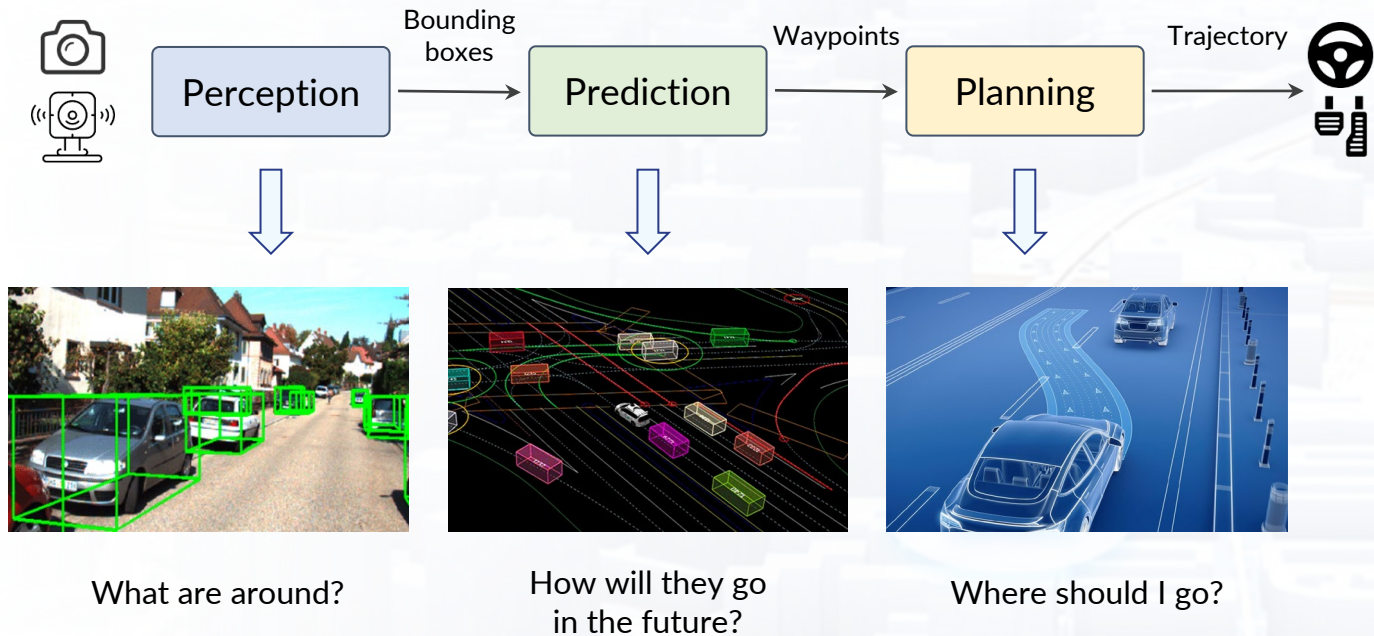 Bounding
boxes
Waypoints
Trajectory
Perception
Prediction
Planning
What are around?
How will they go
in the future?
Where should I go?